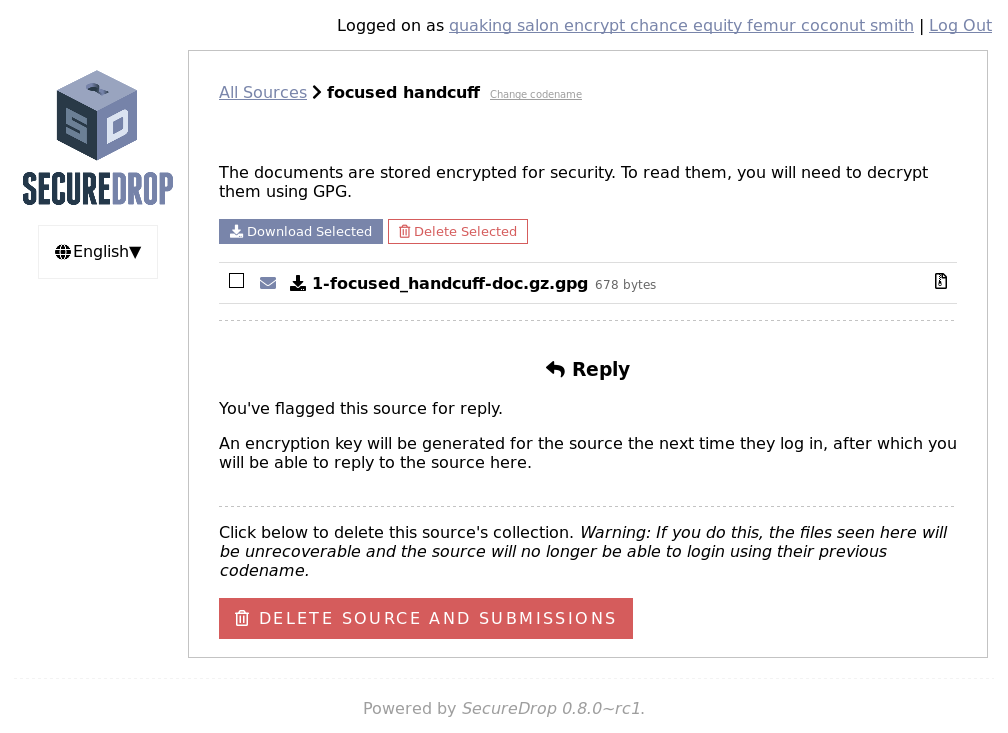 Logged on as quaking salon encrypt chance equity femur coconut smith | Log Out
SECUREDROP
English▼
All Sources focused handcuff Change codename
The documents are stored encrypted for security. To read them, you will need to decrypt
them using GPG.
Download Selected Delete Selected
1-focused_handcuff-doc.gz.gpg 678 bytes
Reply
You've flagged this source for reply.
An encryption key will be generated for the source the next time they log in, after which you
will be able to reply to the source here.
Click below to delete this source's collection. Warning: If you do this, the files seen here will
be unrecoverable and the source will no longer be able to login using their previous
codename.
DELETE SOURCE AND SUBMISSIONS
Powered by SecureDrop 0.8.0~rc1.